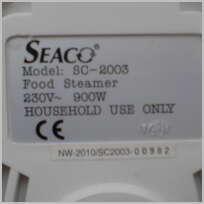 SEACO®
Model: SC-2003
Food Steamer
230V~ 900W
HOUSEHOLD USE ONLY
CE
NW-2010/SC2003-00982